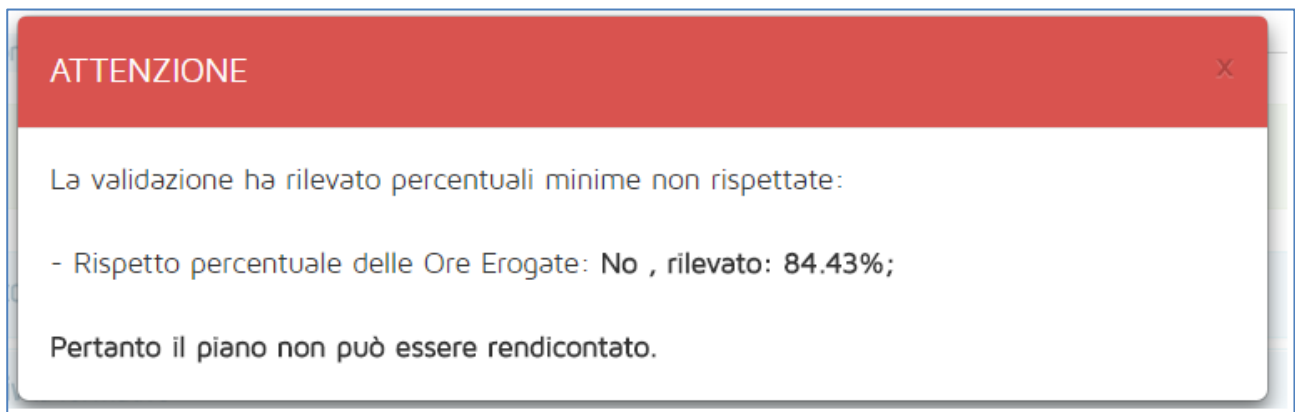 ATTENZIONE x
La validazione ha rilevato percentuali minime non rispettate:
- Rispetto percentuale delle Ore Erogate: No , rilevato: 84.43%;
Pertanto il piano non può essere rendicontato.